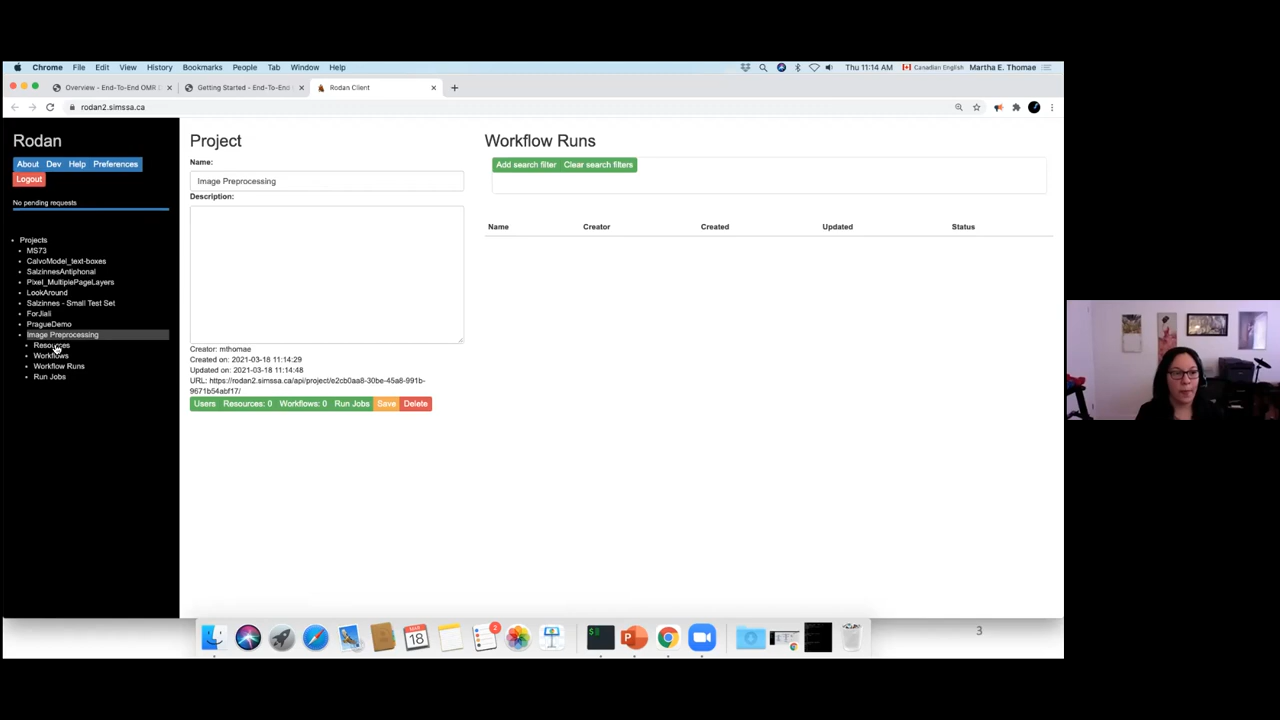 Chrome File Edit View History Bookmarks People Tab Window Help
Thu 11:14 AM Canadian English Martha E. Thomae
Overview - End-To-End OMR
Getting Started - End-To-End
Rodan Client
rodan2.simssa.ca
Rodan
About Dev Help Preferences
Logout
No pending requests
Projects
MS73
CalvoModel_text-boxes
SalzinnesAntiphonal
Pixel_MultiplePageLayers
LookAround
Salzinnes - Small Test Set
ForJiali
PragueDemo
Image Preprocessing
Resources
Workflows
Workflow Runs
Run Jobs
Project
Name:
Image Preprocessing
Description:
Creator: mthomae
Created on: 2021-03-18 11:14:29
Updated on: 2021-03-18 11:14:48
URL: https://rodan2.simssa.ca/api/project/e2cb0aa8-30be-45a8-991b-
9671b54abf17/
Users Resources: 0 Workflows: 0 Run Jobs Save Delete
Workflow Runs
Add search filter Clear search filters
Name Creator Created Updated Status
MAR
18
2
3